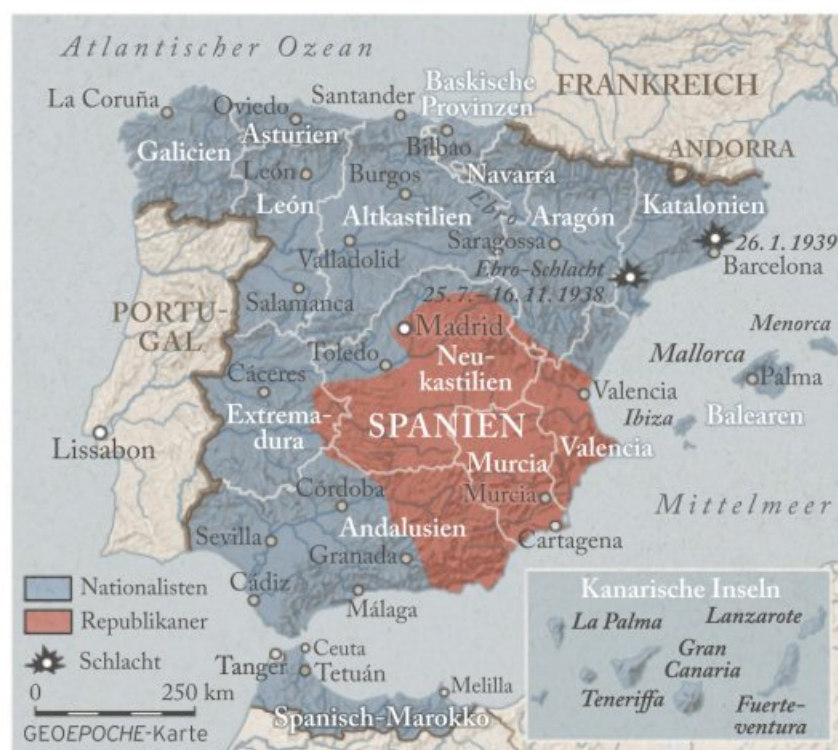 Atlantischer Ozean
Baskische
Provinzen
FRANKREICH
La Coruña
Oviedo
Santander
Asturien
Bilbao
ANDORRA
Galicien
León
Burgos
Navarra
León
Altkastilien
Ebro
Aragón
Katalonien
Saragossa
26. 1. 1939
Valladolid
Ebro-Schlacht
Barcelona
Salamanca
25. 7. – 16. 11. 1938
PORTU-
GAL
Madrid
Menorca
Toledo
Neu-
kastilien
Mallorca
Palma
Cáceres
Valencia
Ibiza
Balearen
Extrema-
dura
SPANIEN
Valencia
Lissabon
Murcia
Córdoba
Murcia
Mittelmeer
Sevilla
Andalusien
Cartagena
Granada
Cádiz
Málaga
Nationalisten
Republikaner
Schlacht
Ceuta
Tanger
Tetuán
Melilla
0 250 km
Spanisch-Marokko
GEOEPOCHE-Karte
Kanarische Inseln
La Palma
Lanzarote
Gran
Canaria
Teneriffa
Fuerte-
ventura